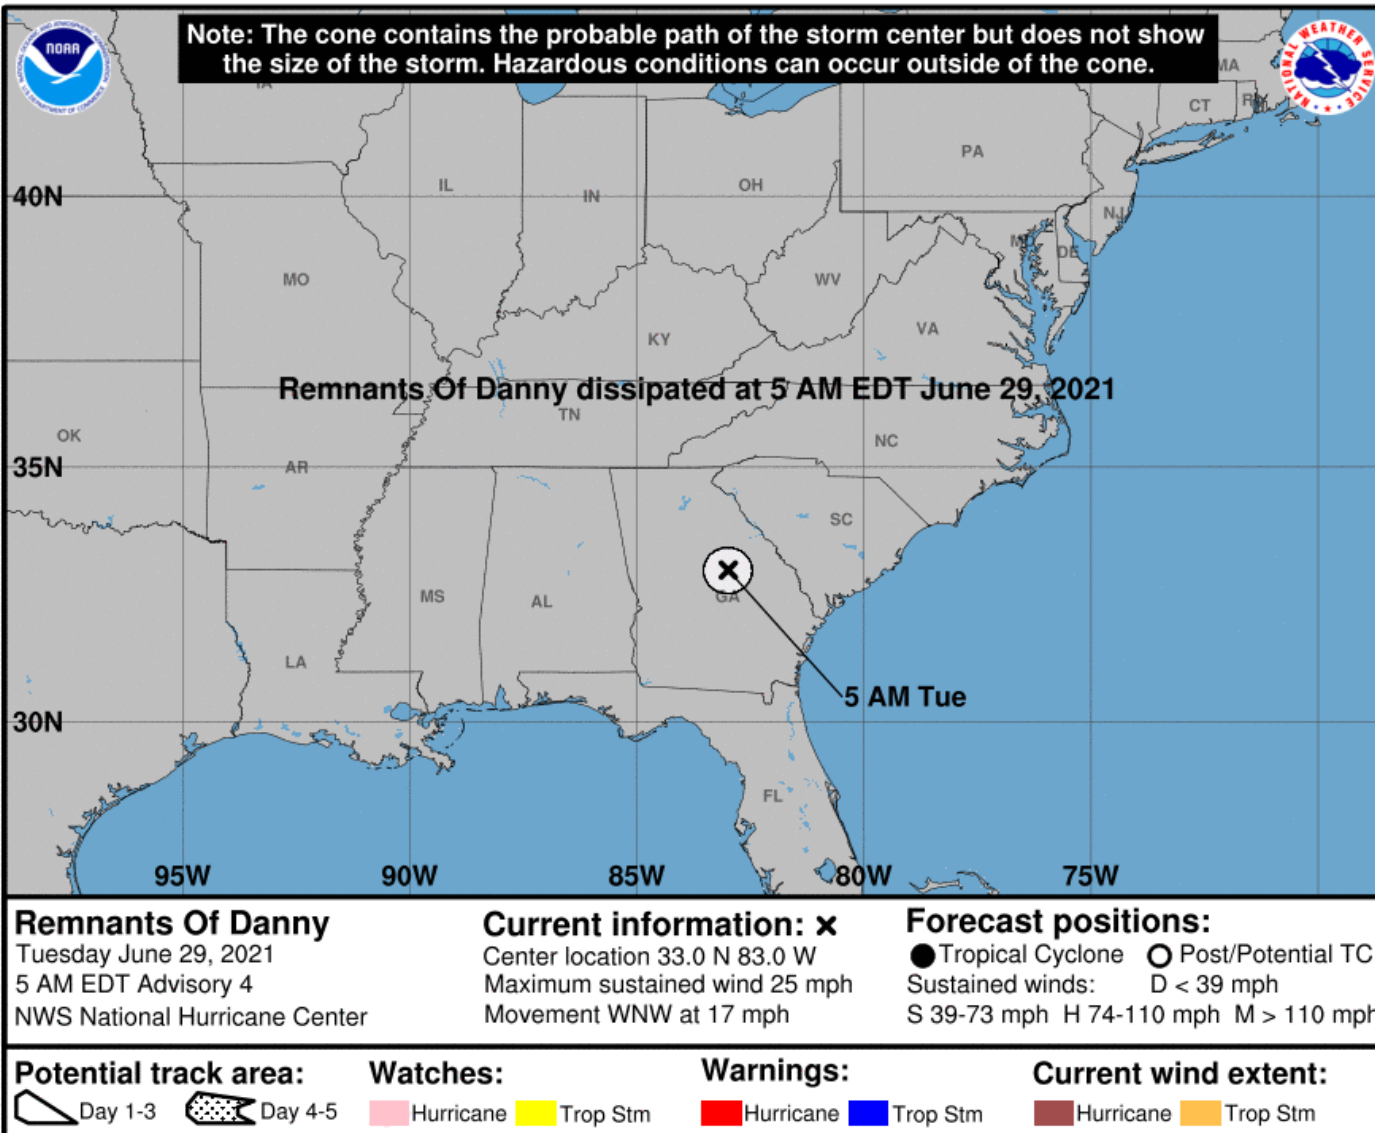 Note: The cone contains the probable path of the storm center but does not show
the size of the storm. Hazardous conditions can occur outside of the cone.
NOAA
NATIONAL WEATHER SERVICE
MA
CT
PA
IL
IN
OH
40N
NJ
DE
MO
WV
KY
VA
Remnants Of Danny dissipated at 5 AM EDT June 29, 2021
TN
OK
NC
35N
AR
SC
MS
AL
GA
LA
5 AM Tue
30N
FL
95W 90W 85W 80W 75W
Remnants Of Danny
Tuesday June 29, 2021
5 AM EDT Advisory 4
NWS National Hurricane Center
Current information: x
Center location 33.0 N 83.0 W
Maximum sustained wind 25 mph
Movement WNW at 17 mph
Forecast positions:
Tropical Cyclone Post/Potential TC
Sustained winds: D < 39 mph
S 39-73 mph H 74-110 mph M > 110 mph
Potential track area:
Day 1-3 Day 4-5
Watches:
Hurricane Trop Stm
Warnings:
Hurricane Trop Stm
Current wind extent:
Hurricane Trop Stm